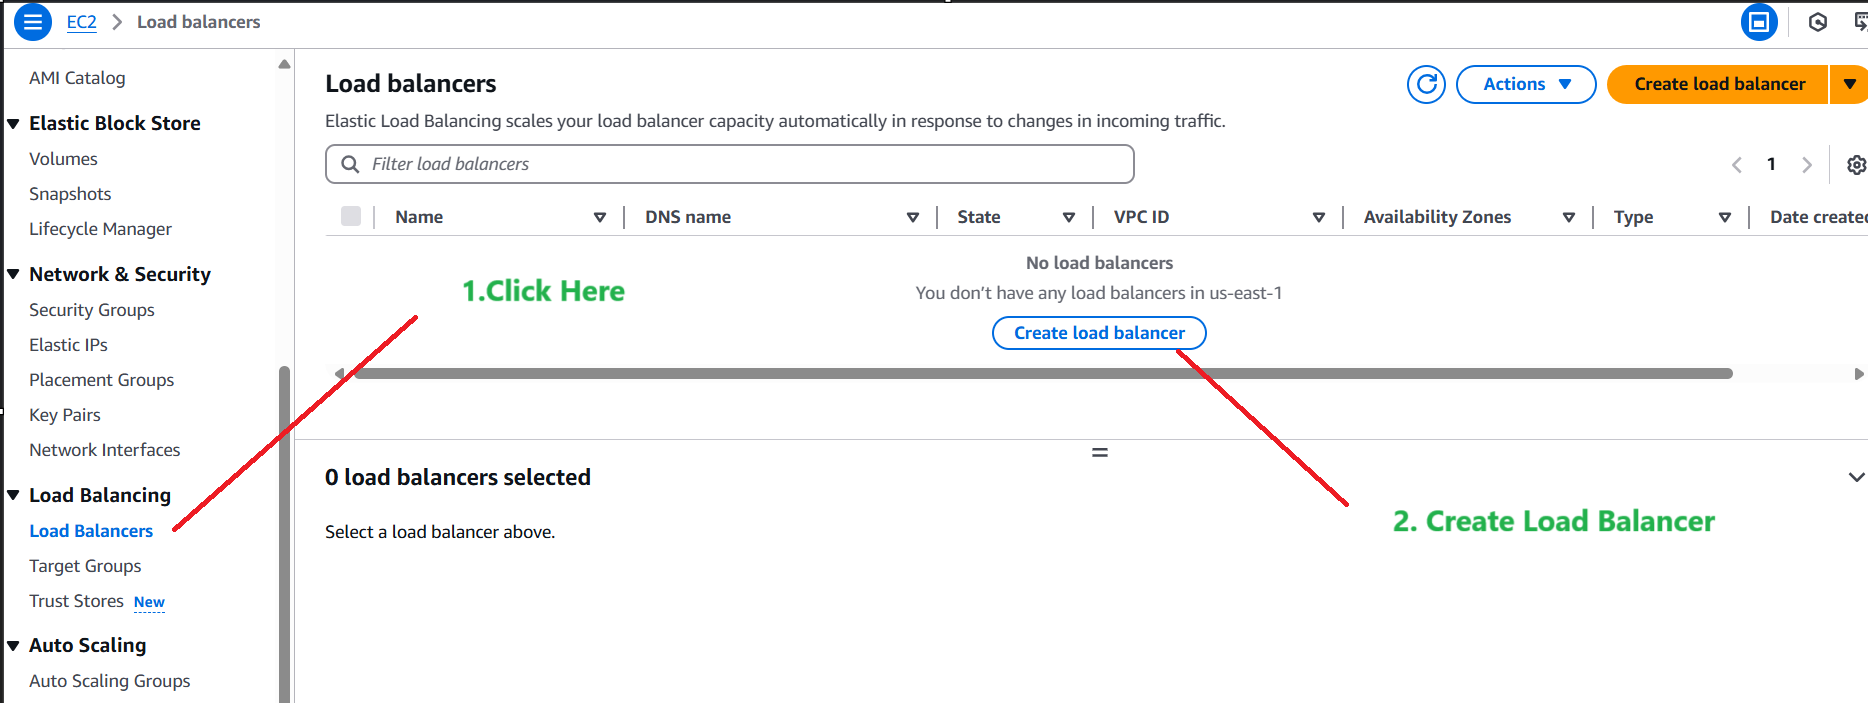 EC2 > Load balancers
AMI Catalog
Elastic Block Store
Volumes
Snapshots
Lifecycle Manager
Network & Security
Security Groups
Elastic IPs
Placement Groups
Key Pairs
Network Interfaces
Load Balancing
Load Balancers
Target Groups
Trust Stores New
Auto Scaling
Auto Scaling Groups
Load balancers
Actions
Create load balancer
Elastic Load Balancing scales your load balancer capacity automatically in response to changes in incoming traffic.
Filter load balancers
1
Name DNS name State VPC ID Availability Zones Type Date created
No load balancers
You don’t have any load balancers in us-east-1
Create load balancer
1.Click Here
0 load balancers selected
Select a load balancer above.
2. Create Load Balancer